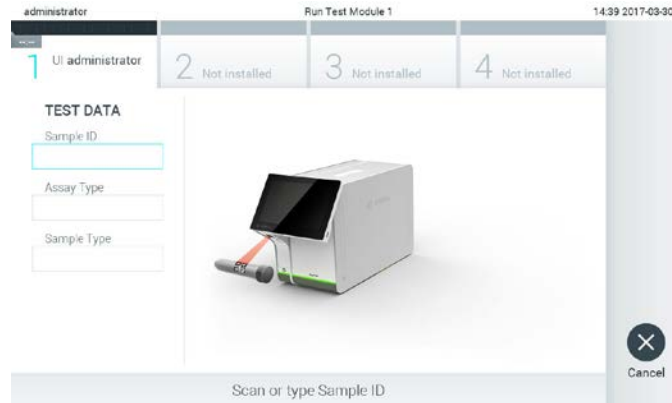 administrator Run Test Module 1 14:39 2017-03-30
1 UI administrator 2 Not installed 3 Not installed 4 Not installed
TEST DATA
Sample ID
Assay Type
Sample Type
Cancel
Scan or type Sample ID